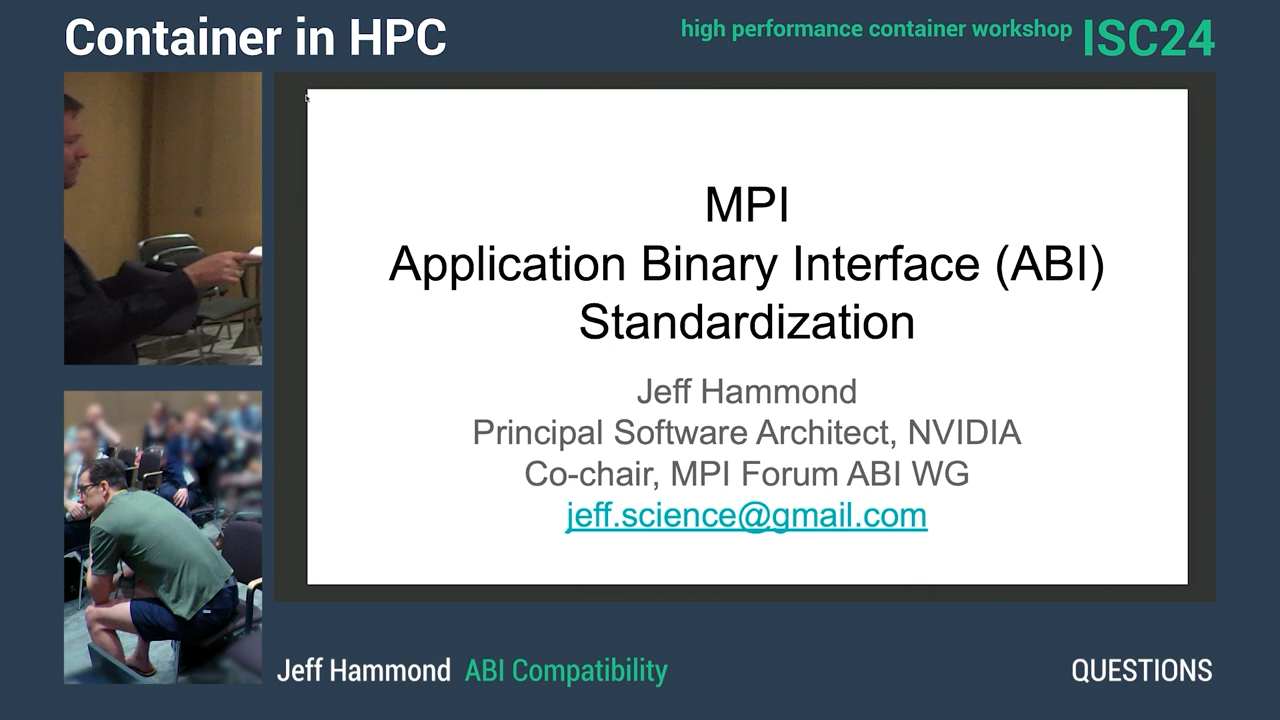 Container in HPC
high performance container workshop ISC24
MPI
Application Binary Interface (ABI)
Standardization
Jeff Hammond
Principal Software Architect, NVIDIA
Co-chair, MPI Forum ABI WG
jeff.science@gmail.com
Jeff Hammond ABI Compatibility
QUESTIONS